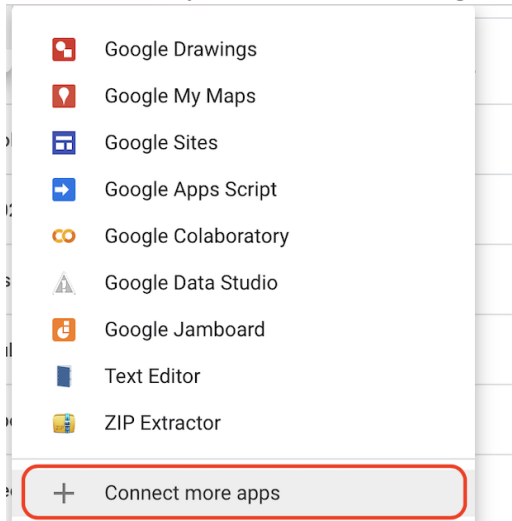 Google Drawings
Google My Maps
Google Sites
Google Apps Script
Google Colaboratory
Google Data Studio
Google Jamboard
Text Editor
ZIP Extractor
Connect more apps